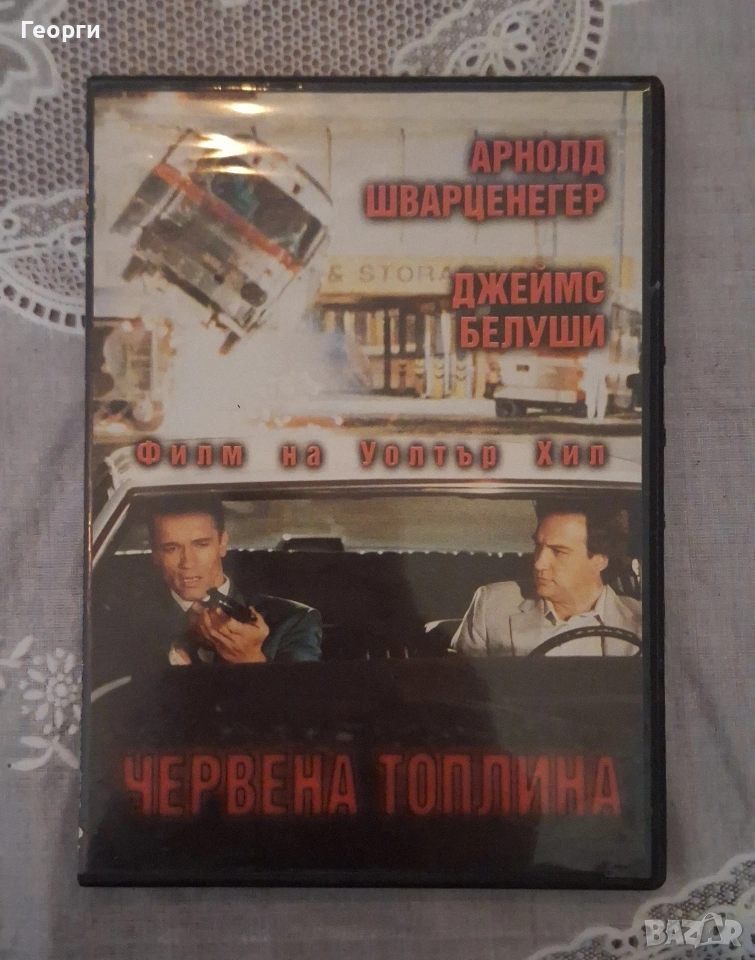 Георги
АРНОЛД
ШВАРЦЕНЕГЕР
& STORA
ДЖЕЙМС
БЕЛУШИ
Филм на Уолтър Хил
ЧЕРВЕНА ТОПЛИНА
BAZAR